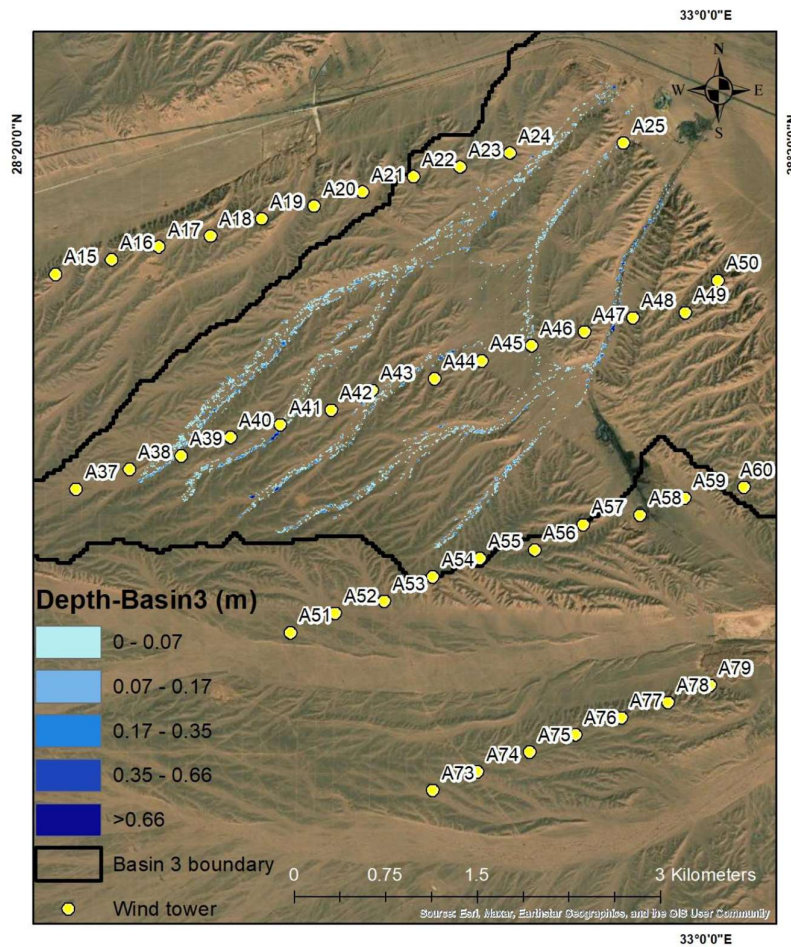 33°0'0"E
28°20'0"N
28°20'0"N
N
W E
S
A15
A16
A17
A18
A19
A20
A21
A22
A23
A24
A25
A37
A38
A39
A40
A41
A42
A43
A44
A45
A46
A47
A48
A49
A50
A51
A52
A53
A54
A55
A56
A57
A58
A59
A60
A73
A74
A75
A76
A77
A78
A79
Depth-Basin3 (m)
0 - 0.07
0.07 - 0.17
0.17 - 0.35
0.35 - 0.66
>0.66
Basin 3 boundary
Wind tower
0 0.75 1.5 3 Kilometers
Source: Esri, Maxar, Earthstar Geographics, and the GIS User Community
33°0'0"E